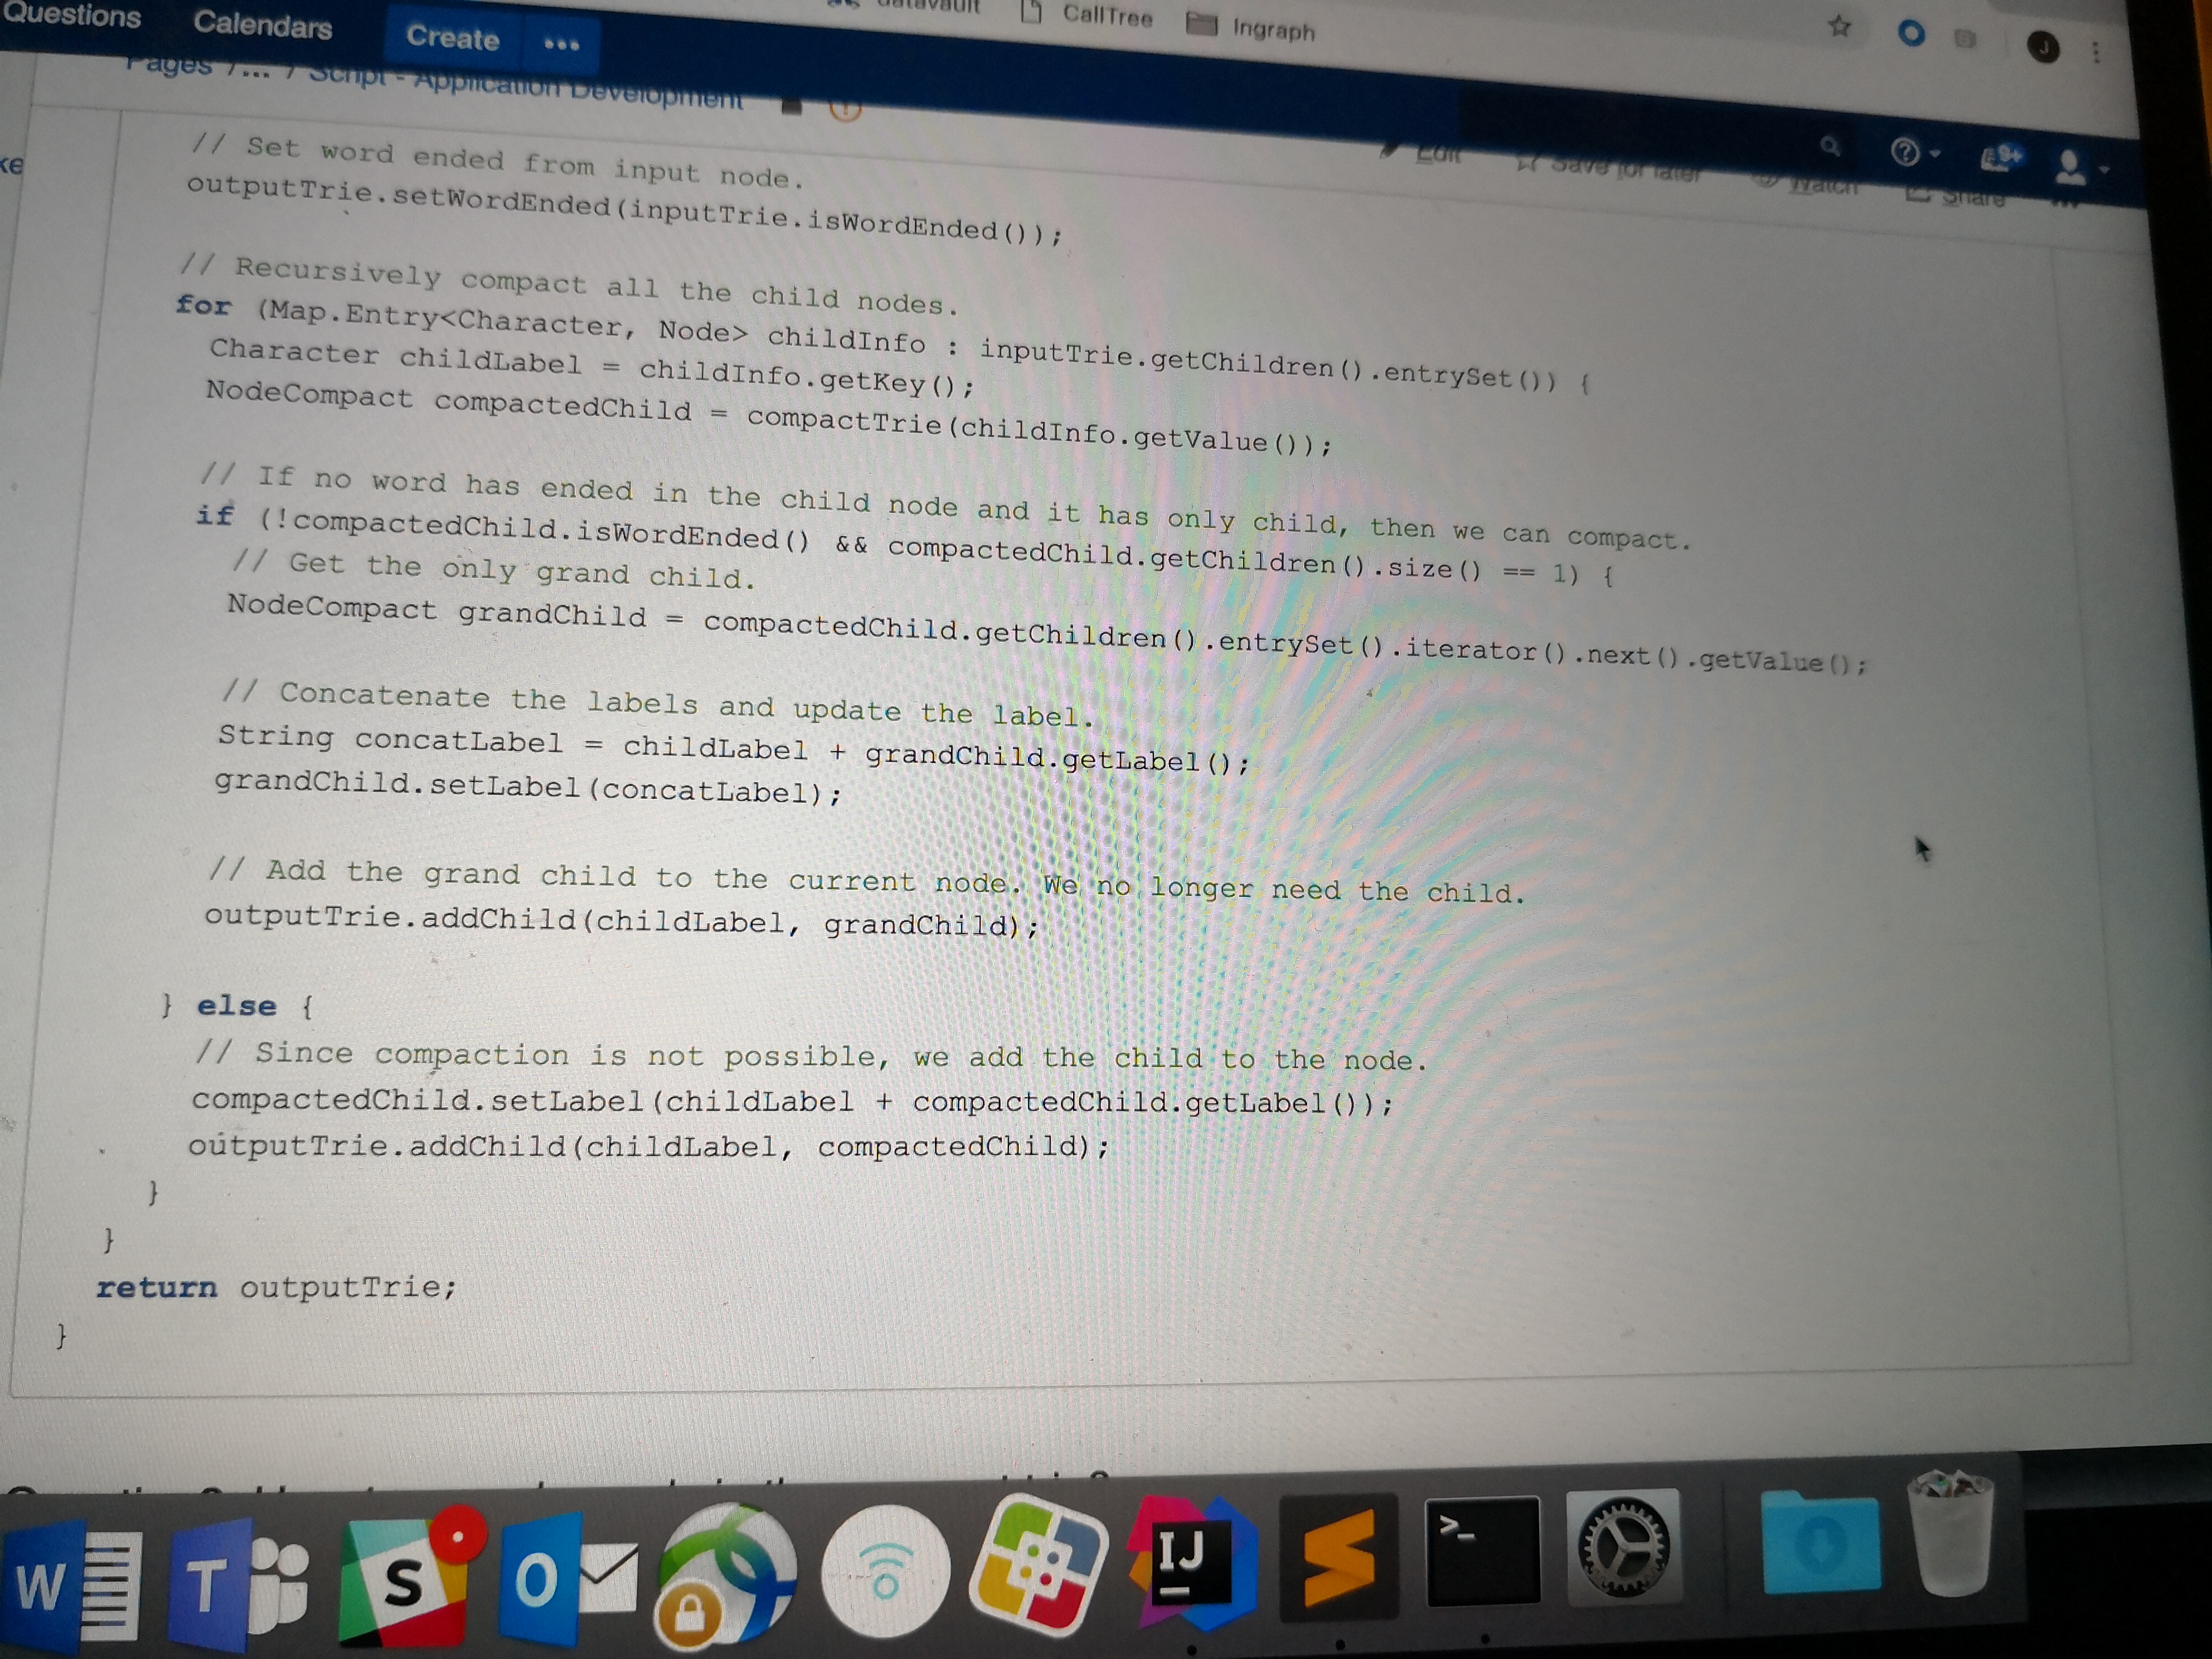 Questions Calendars Create •••
CallTree Ingraph
J
Pages /... / Script - Application Development
Edit Save for later Watch Share
9+
// Set word ended from input node.
outputTrie.setWordEnded(inputTrie.isWordEnded());
// Recursively compact all the child nodes.
for (Map.Entry<Character, Node> childInfo : inputTrie.getChildren().entrySet()) {
Character childLabel = childInfo.getKey();
NodeCompact compactedChild = compactTrie(childInfo.getValue());
// If no word has ended in the child node and it has only child, then we can compact.
if (!compactedChild.isWordEnded() && compactedChild.getChildren().size() == 1) {
// Get the only grand child.
NodeCompact grandChild = compactedChild.getChildren().entrySet().iterator().next().getValue();
// Concatenate the labels and update the label.
String concatLabel = childLabel + grandChild.getLabel();
grandChild.setLabel(concatLabel);
// Add the grand child to the current node. We no longer need the child.
outputTrie.addChild(childLabel, grandChild);
} else {
// Since compaction is not possible, we add the child to the node.
compactedChild.setLabel(childLabel + compactedChild.getLabel());
outputTrie.addChild(childLabel, compactedChild);
}
}
return outputTrie;
}
W T S O IJ >_